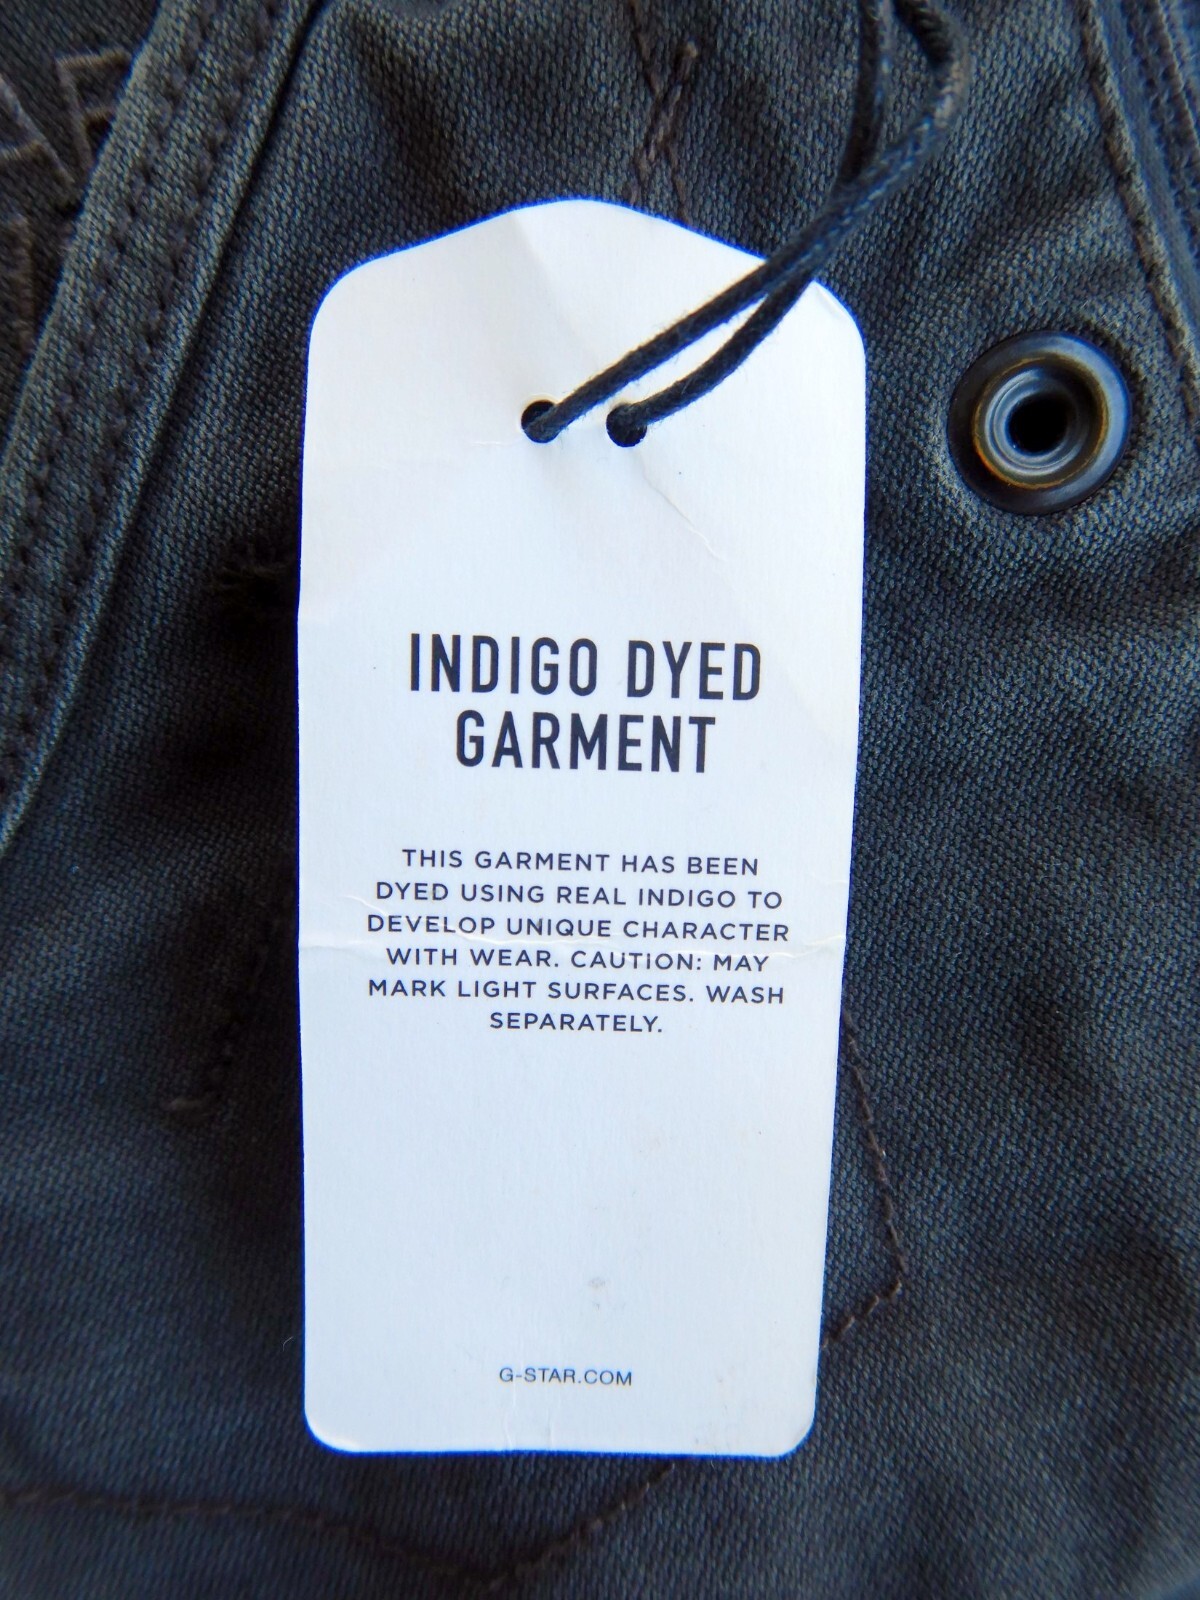 INDIGO DYED
GARMENT
THIS GARMENT HAS BEEN
DYED USING REAL INDIGO TO
DEVELOP UNIQUE CHARACTER
WITH WEAR. CAUTION: MAY
MARK LIGHT SURFACES. WASH
SEPARATELY.
G-STAR.COM